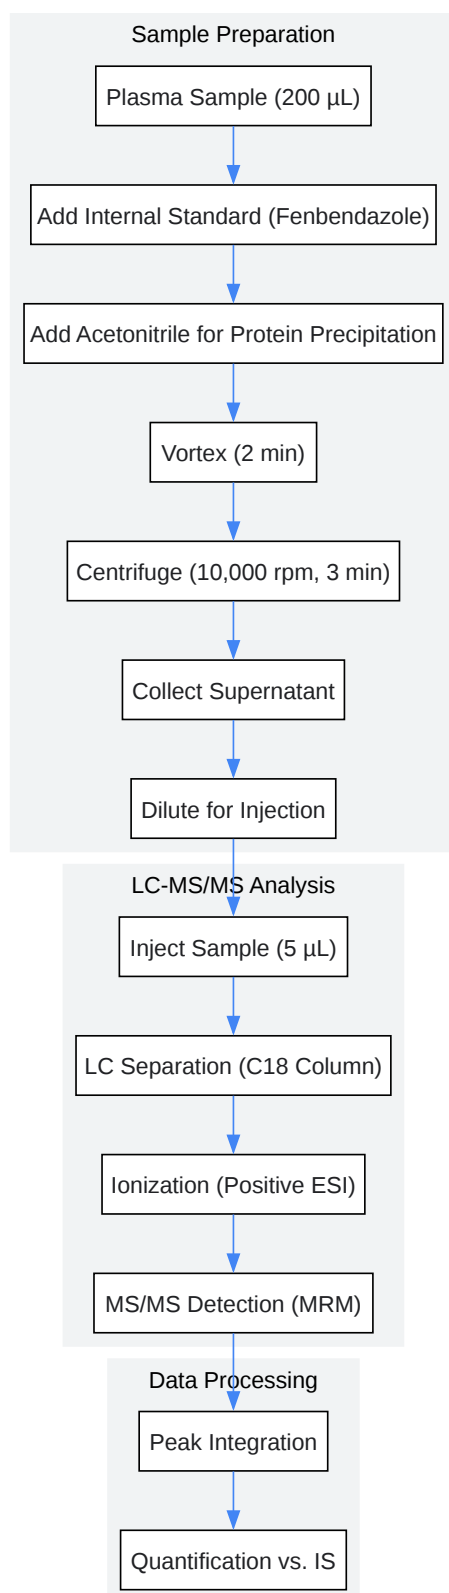 Sample Preparation
Plasma Sample (200 µL)
Add Internal Standard (Fenbendazole)
Add Acetonitrile for Protein Precipitation
Vortex (2 min)
Centrifuge (10,000 rpm, 3 min)
Collect Supernatant
Dilute for Injection
LC-MS/MS Analysis
Inject Sample (5 µL)
LC Separation (C18 Column)
Ionization (Positive ESI)
MS/MS Detection (MRM)
Data Processing
Peak Integration
Quantification vs. IS